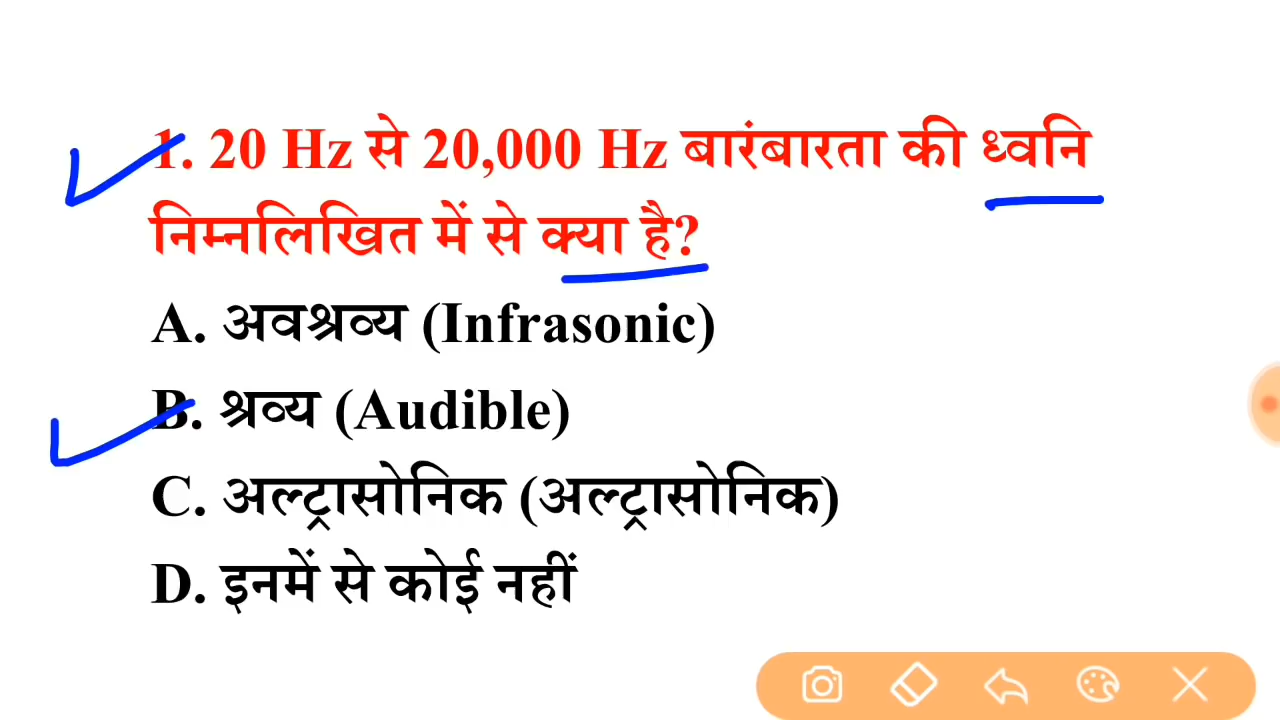 1. 20 Hz से 20,000 Hz बारंबारता की ध्वनि
निम्नलिखित में से क्या है?
A. अवश्रव्य (Infrasonic)
B. श्रव्य (Audible)
C. अल्ट्रासोनिक (अल्ट्रासोनिक)
D. इनमें से कोई नहीं